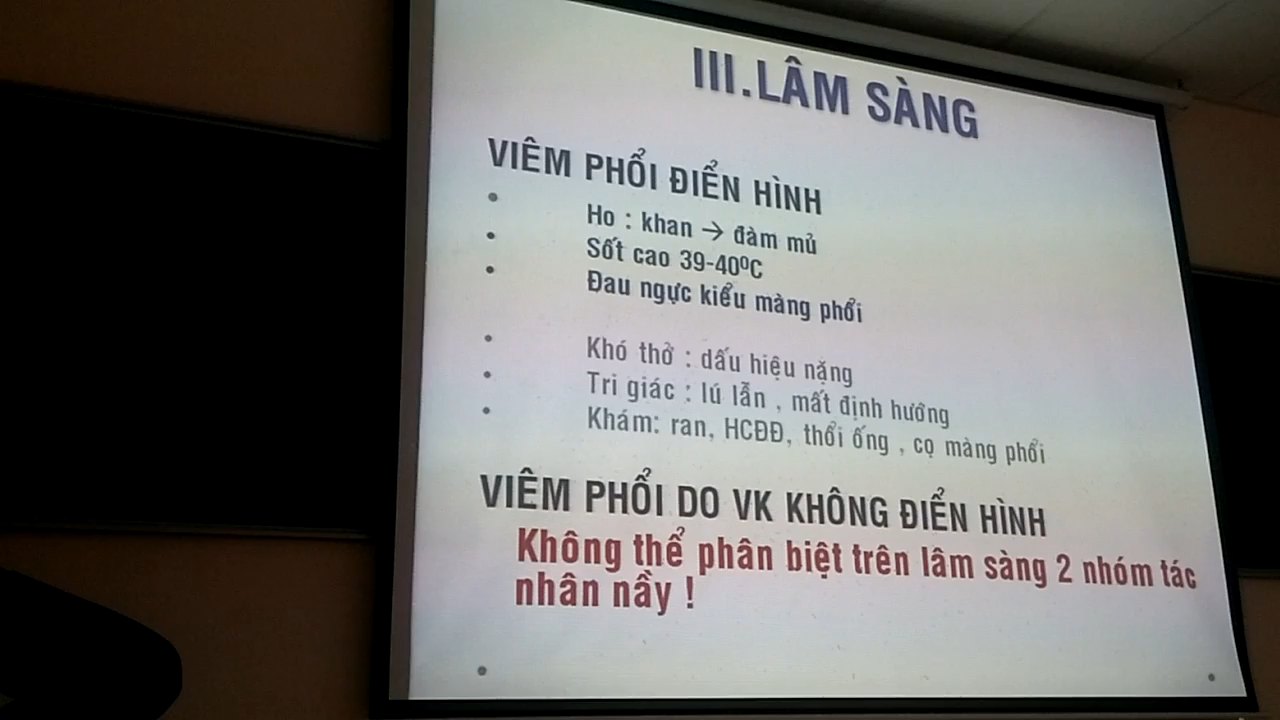 III.LÂM SÀNG
VIÊM PHỔI ĐIỂN HÌNH
• Ho : khan → đàm mủ
• Sốt cao 39-40ºC
• Đau ngực kiểu màng phổi
• Khó thở : dấu hiệu nặng
• Tri giác : lú lẫn , mất định hướng
• Khám: ran, HCĐĐ, thổi ống , cọ màng phổi
VIÊM PHỔI DO VK KHÔNG ĐIỂN HÌNH
Không thể phân biệt trên lâm sàng 2 nhóm tác
nhân nầy !